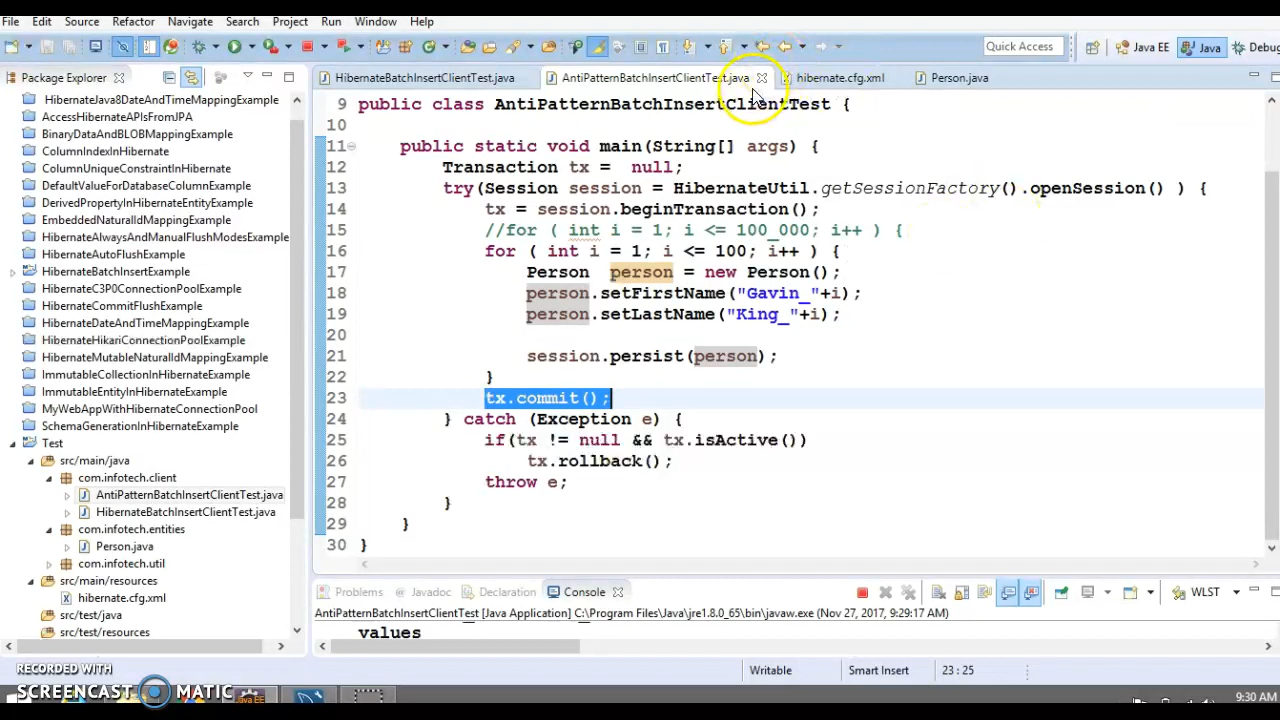 File Edit Source Refactor Navigate Search Project Run Window Help
Quick Access Java EE Java Debug
Package Explorer
HibernateBatchInsertClientTest.java AntiPatternBatchInsertClientTest.java hibernate.cfg.xml Person.java
HibernateJava8DateAndTimeMappingExample
AccessHibernateAPIsFromJPA
BinaryDataAndBLOBMappingExample
ColumnIndexInHibernate
ColumnUniqueConstraintInHibernate
DefaultValueForDatabaseColumnExample
DerivedPropertyInHibernateEntityExample
EmbeddedNaturalIdMappingExample
HibernateAlwaysAndManualFlushModesExample
HibernateAutoFlushExample
HibernateBatchInsertExample
HibernateC3P0ConnectionPoolExample
HibernateCommitFlushExample
HibernateDateAndTimeMappingExample
HibernateHikariConnectionPoolExample
HibernateMutableNaturalIdMappingExample
ImmutableCollectionInHibernateExample
ImmutableEntityInHibernateExample
MyWebAppWithHibernateConnectionPool
SchemaGenerationInHibernateExample
Test
src/main/java
com.infotech.client
AntiPatternBatchInsertClientTest.java
HibernateBatchInsertClientTest.java
com.infotech.entities
Person.java
com.infotech.util
src/main/resources
hibernate.cfg.xml
src/test/java
src/test/resources
9 public class AntiPatternBatchInsertClientTest {
10
11 public static void main(String[] args) {
12 Transaction tx = null;
13 try(Session session = HibernateUtil.getSessionFactory().openSession() ) {
14 tx = session.beginTransaction();
15 //for ( int i = 1; i <= 100_000; i++ ) {
16 for ( int i = 1; i <= 100; i++ ) {
17 Person person = new Person();
18 person.setFirstName("Gavin_"+i);
19 person.setLastName("King_"+i);
20
21 session.persist(person);
22 }
23 tx.commit();
24 } catch (Exception e) {
25 if(tx != null && tx.isActive())
26 tx.rollback();
27 throw e;
28 }
29 }
30 }
Problems Javadoc Declaration Console WLST
AntiPatternBatchInsertClientTest [Java Application] C:\Program Files\Java\jre1.8.0_65\bin\javaw.exe (Nov 27, 2017, 9:29:17 AM)
values
Writable Smart Insert 23 : 25
RECORDED WITH
SCREENCAST MATIC
9:30 AM